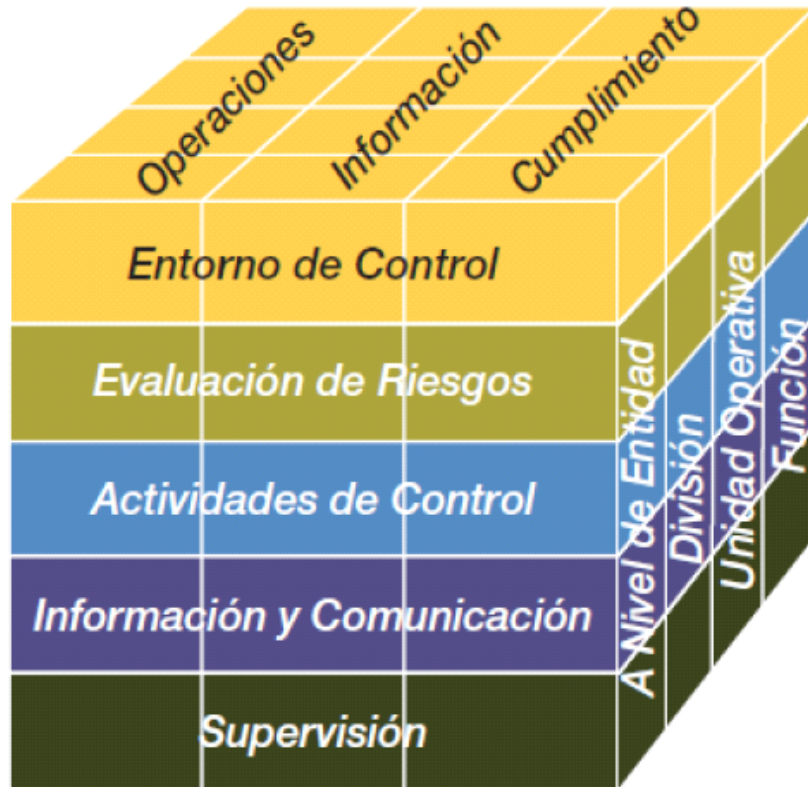 Operaciones
Información
Cumplimiento
Entorno de Control
Evaluación de Riesgos
Actividades de Control
Información y Comunicación
Supervisión
A Nivel de Entidad
División
Unidad Operativa
Función